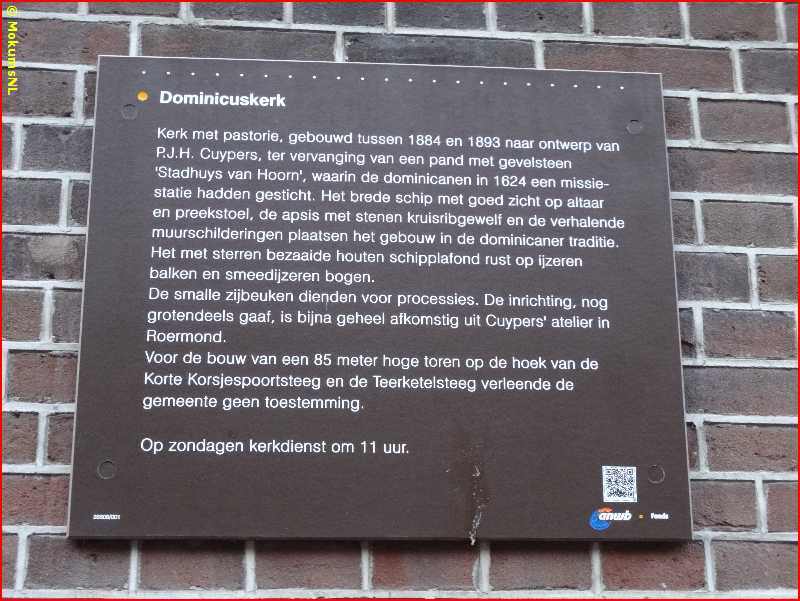 © MokumsNL
Dominicuskerk
Kerk met pastorie, gebouwd tussen 1884 en 1893 naar ontwerp van
P.J.H. Cuypers, ter vervanging van een pand met gevelsteen
'Stadhuys van Hoorn', waarin de dominicanen in 1624 een missie-
statie hadden gesticht. Het brede schip met goed zicht op altaar
en preekstoel, de apsis met stenen kruisribgewelf en de verhalende
muurschilderingen plaatsen het gebouw in de dominicaner traditie.
Het met sterren bezaaide houten schipplafond rust op ijzeren
balken en smeedijzeren bogen.
De smalle zijbeuken dienden voor processies. De inrichting, nog
grotendeels gaaf, is bijna geheel afkomstig uit Cuypers' atelier in
Roermond.
Voor de bouw van een 85 meter hoge toren op de hoek van de
Korte Korsjespoortsteeg en de Teerketelsteeg verleende de
gemeente geen toestemming.
Op zondagen kerkdienst om 11 uur.
anwb Fonds